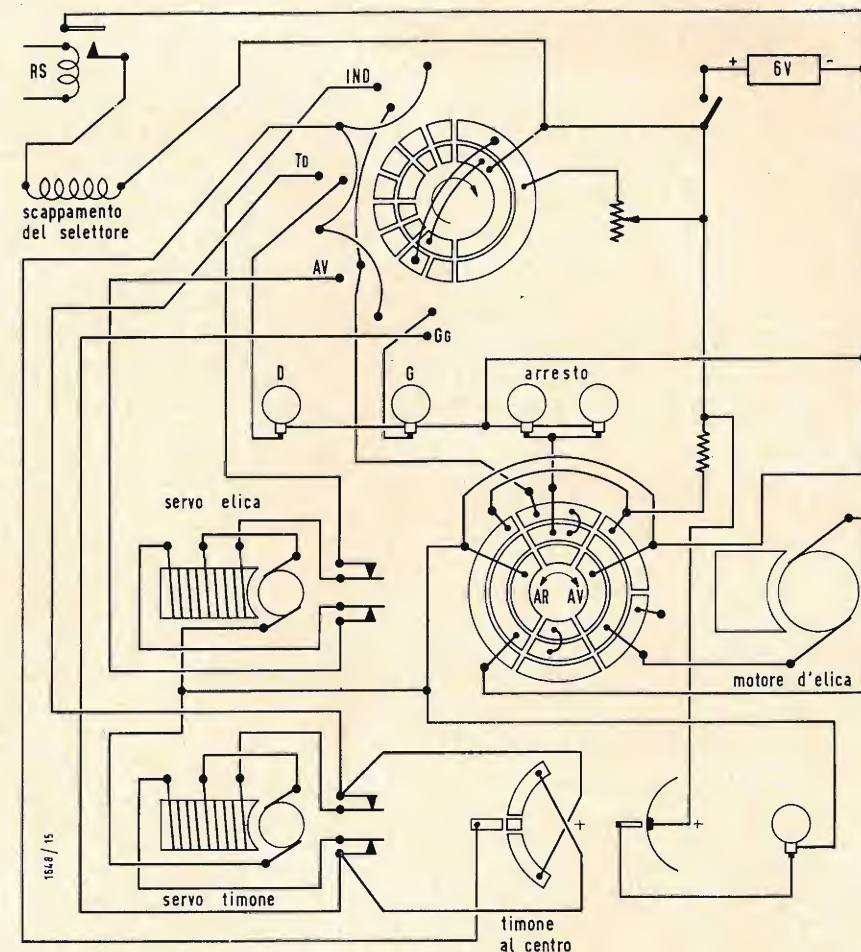 RS
IND
+ 6V -
TD
scappamento
del selettore
AV
GG
D
G
arresto
servo elica
AR AV
motore d'elica
+
+
1548/15
servo timone
timone
al centro